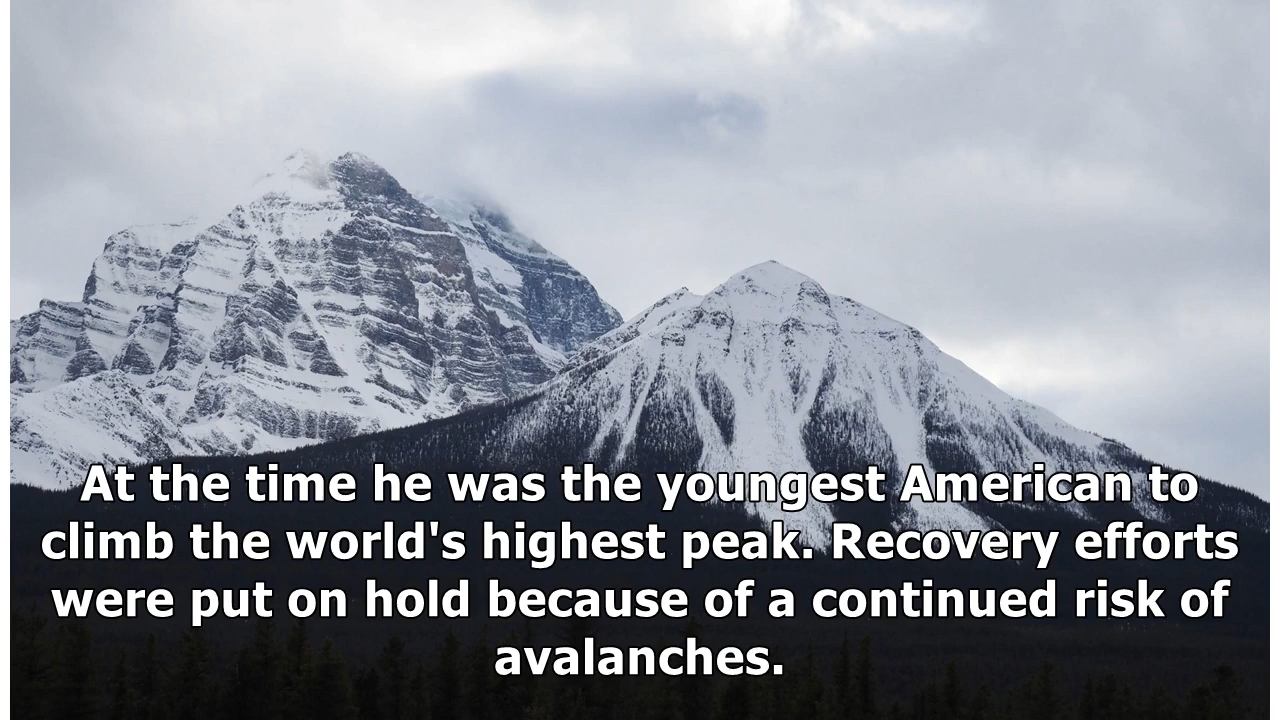 At the time he was the youngest American to
climb the world's highest peak. Recovery efforts
were put on hold because of a continued risk of
avalanches.